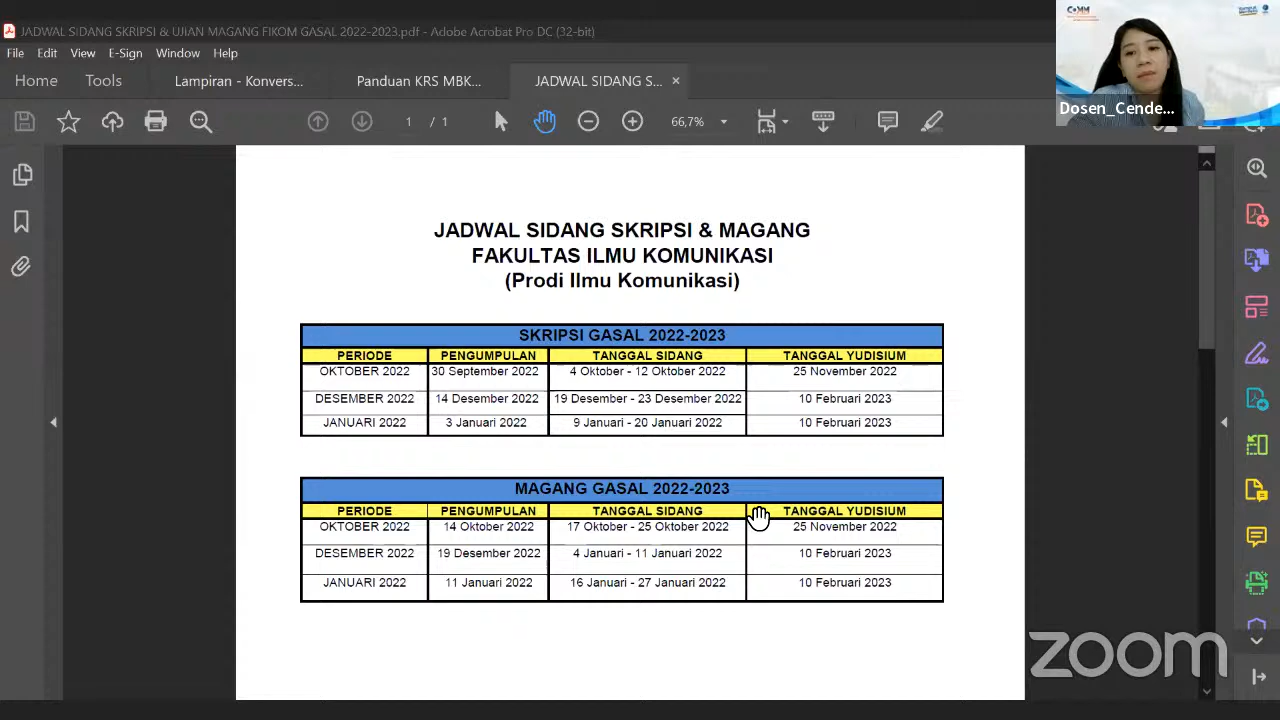 JADWAL SIDANG SKRIPSI & UJIAN MAGANG FIKOM GASAL 2022-2023.pdf - Adobe Acrobat Pro DC (32-bit)
File Edit View E-Sign Window Help
Home Tools Lampiran - Konvers... Panduan KRS MBK... JADWAL SIDANG S... ×
1 / 1 66,7%
COMM
Dosen_Cende...
JADWAL SIDANG SKRIPSI & MAGANG
FAKULTAS ILMU KOMUNIKASI
(Prodi Ilmu Komunikasi)
SKRIPSI GASAL 2022-2023
PERIODE PENGUMPULAN TANGGAL SIDANG TANGGAL YUDISIUM
OKTOBER 2022 30 September 2022 4 Oktober - 12 Oktober 2022 25 November 2022
DESEMBER 2022 14 Desember 2022 19 Desember - 23 Desember 2022 10 Februari 2023
JANUARI 2022 3 Januari 2022 9 Januari - 20 Januari 2022 10 Februari 2023
MAGANG GASAL 2022-2023
PERIODE PENGUMPULAN TANGGAL SIDANG TANGGAL YUDISIUM
OKTOBER 2022 14 Oktober 2022 17 Oktober - 25 Oktober 2022 25 November 2022
DESEMBER 2022 19 Desember 2022 4 Januari - 11 Januari 2022 10 Februari 2023
JANUARI 2022 11 Januari 2022 16 Januari - 27 Januari 2022 10 Februari 2023
zoom